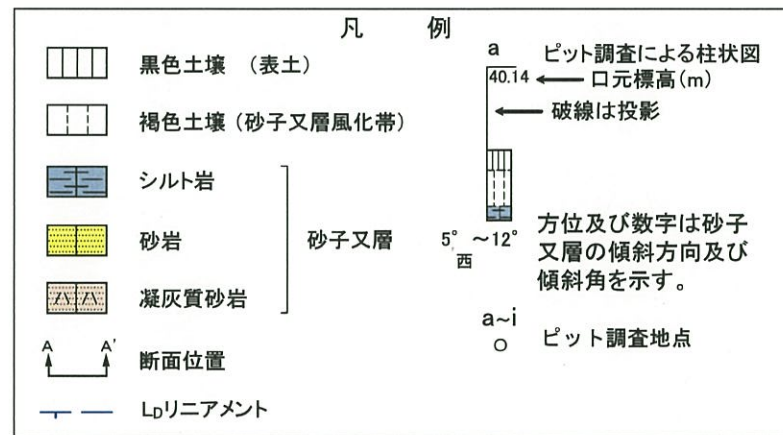 凡 例
黒色土壌 (表土)
褐色土壌 (砂子又層風化帯)
シルト岩
砂岩
凝灰質砂岩
砂子又層
A A'
断面位置
LDリニアメント
a
ピット調査による柱状図
40.14
口元標高(m)
破線は投影
5° ~12°
西
方位及び数字は砂子
又層の傾斜方向及び
傾斜角を示す。
a~i
ピット調査地点